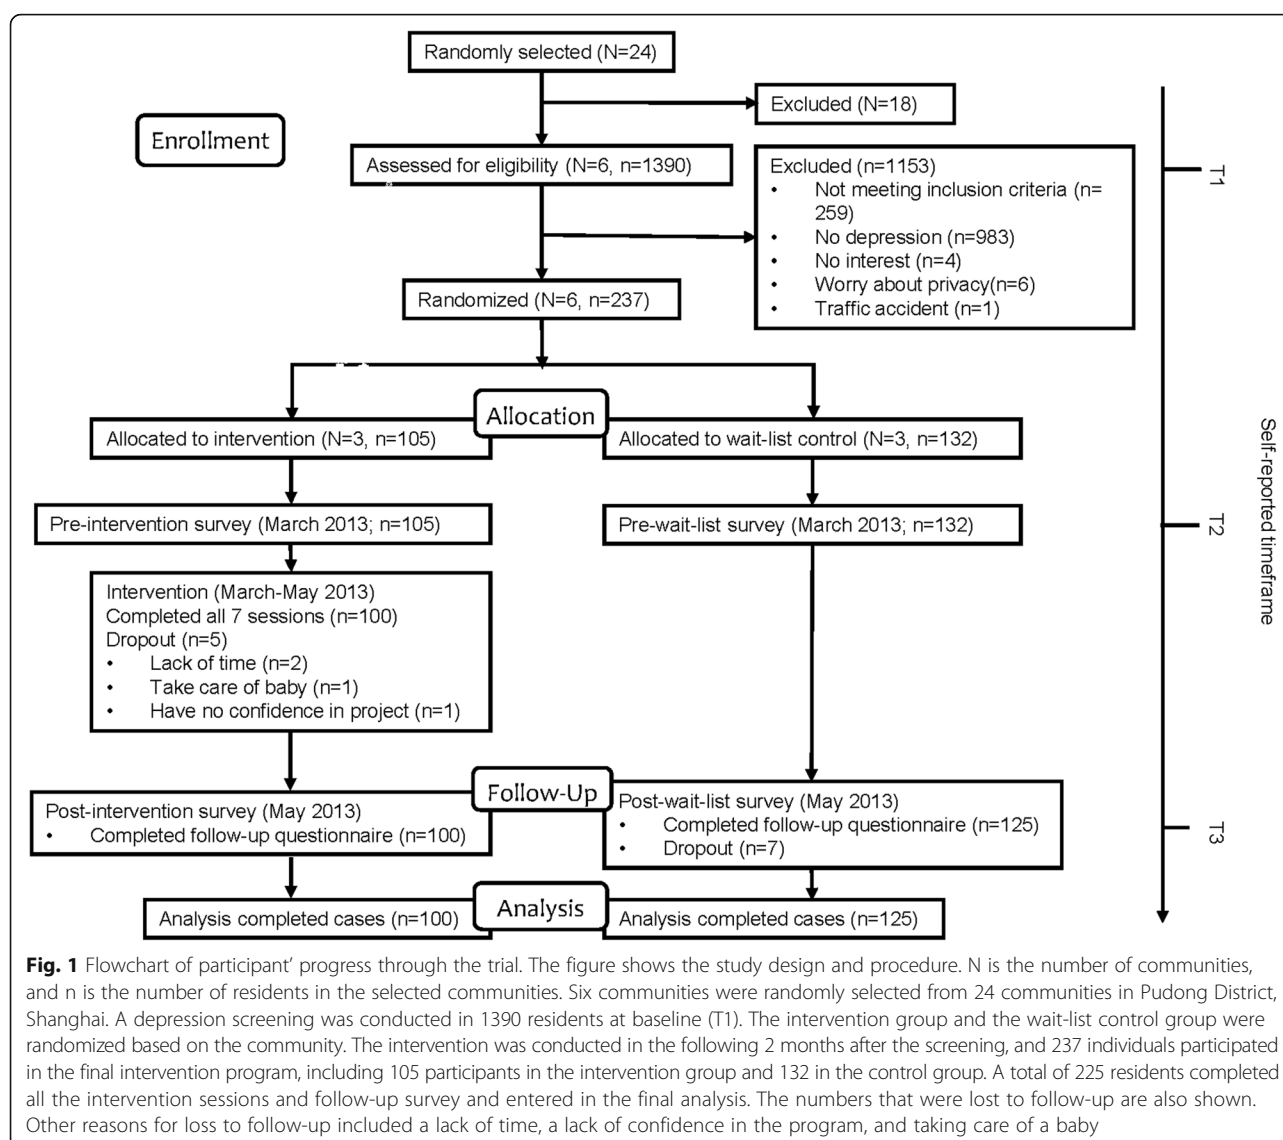 Randomly selected (N=24)
Excluded (N=18)
Enrollment
Assessed for eligibility (N=6, n=1390)
Excluded (n=1153)
• Not meeting inclusion criteria (n=
259)
• No depression (n=983)
• No interest (n=4)
• Worry about privacy(n=6)
• Traffic accident (n=1)
T1
Randomized (N=6, n=237)
Allocation
Allocated to intervention (N=3, n=105)
Allocated to wait-list control (N=3, n=132)
Pre-intervention survey (March 2013; n=105)
Pre-wait-list survey (March 2013; n=132)
T2
Self-reported timeframe
Intervention (March-May 2013)
Completed all 7 sessions (n=100)
Dropout (n=5)
• Lack of time (n=2)
• Take care of baby (n=1)
• Have no confidence in project (n=1)
Follow-Up
Post-intervention survey (May 2013)
• Completed follow-up questionnaire (n=100)
Post-wait-list survey (May 2013)
• Completed follow-up questionnaire (n=125)
• Dropout (n=7)
T3
Analysis
Analysis completed cases (n=100)
Analysis completed cases (n=125)
Fig. 1 Flowchart of participant’ progress through the trial. The figure shows the study design and procedure. N is the number of communities,
and n is the number of residents in the selected communities. Six communities were randomly selected from 24 communities in Pudong District,
Shanghai. A depression screening was conducted in 1390 residents at baseline (T1). The intervention group and the wait-list control group were
randomized based on the community. The intervention was conducted in the following 2 months after the screening, and 237 individuals participated
in the final intervention program, including 105 participants in the intervention group and 132 in the control group. A total of 225 residents completed
all the intervention sessions and follow-up survey and entered in the final analysis. The numbers that were lost to follow-up are also shown.
Other reasons for loss to follow-up included a lack of time, a lack of confidence in the program, and taking care of a baby